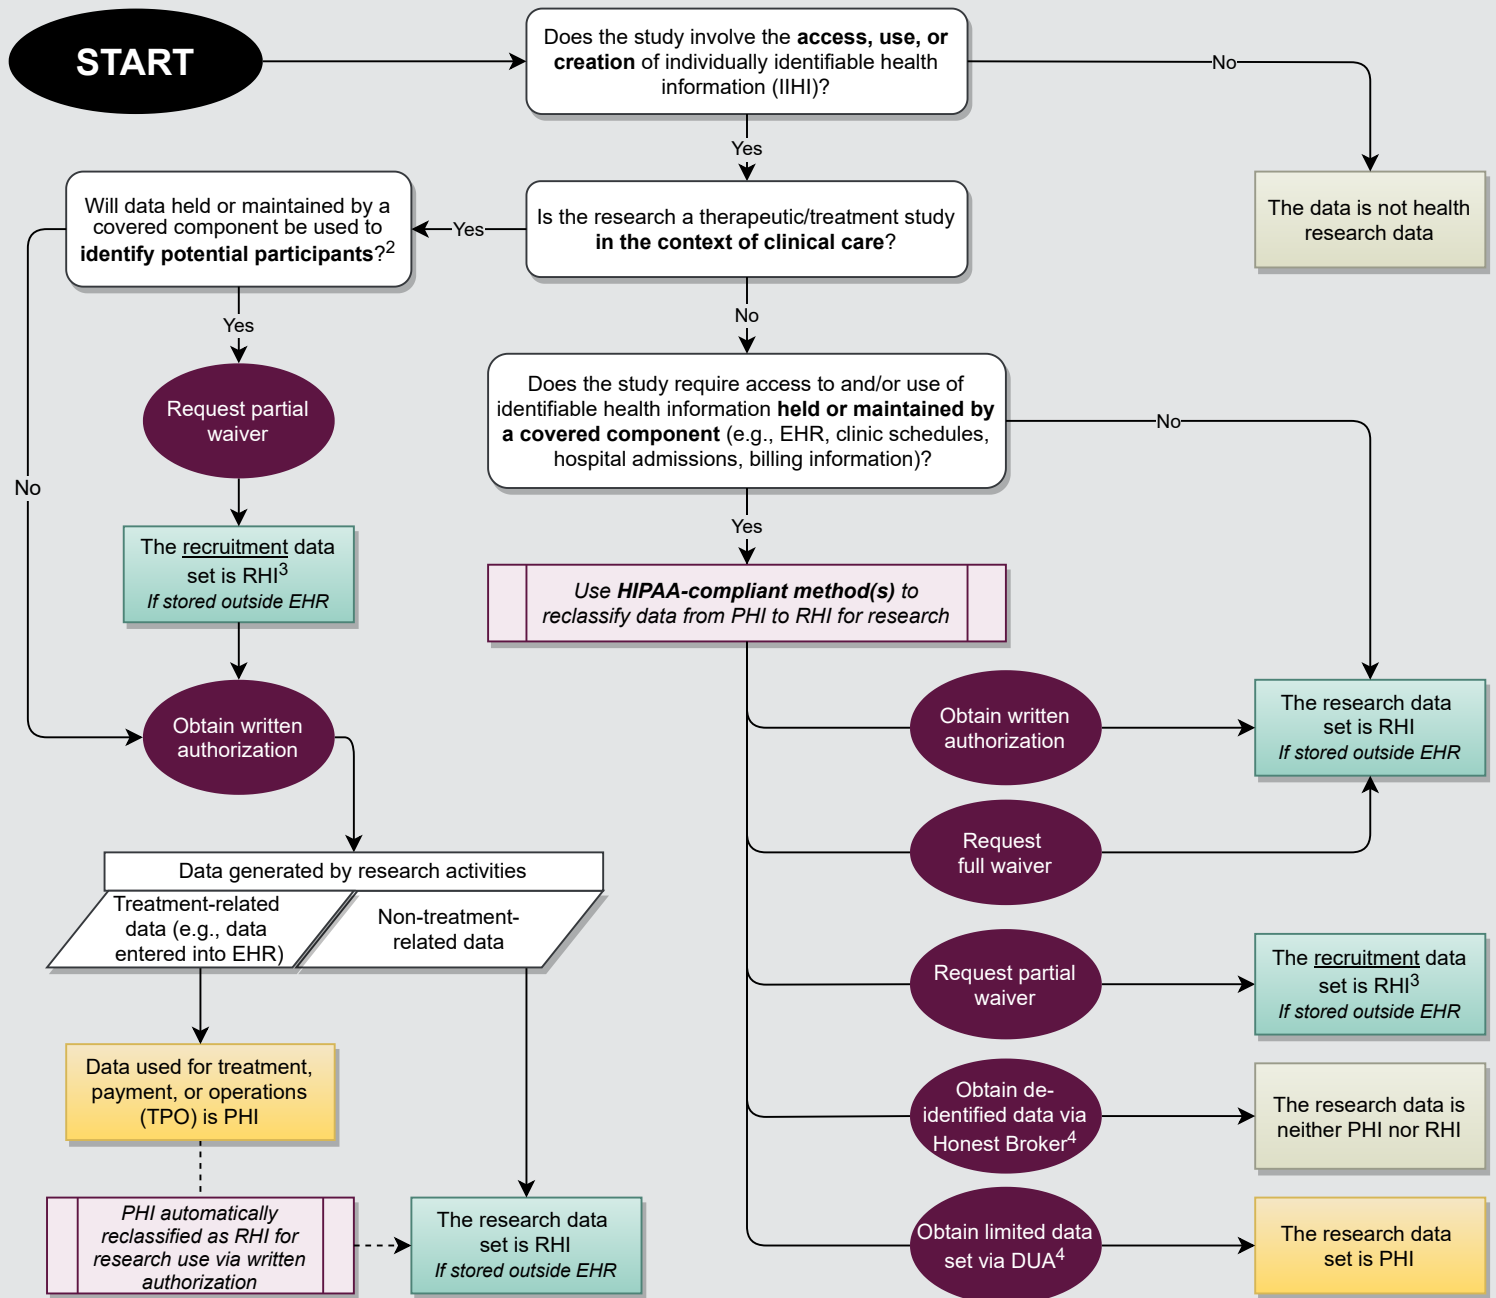 START
Does the study involve the access, use, or
creation of individually identifiable health
information (IIHI)?
No
Yes
The data is not health
research data
Is the research a therapeutic/treatment study
in the context of clinical care?
Yes
Will data held or maintained by a
covered component be used to
identify potential participants?2
No
Yes
Request partial
waiver
The recruitment data
set is RHI3
If stored outside EHR
Obtain written
authorization
Data generated by research activities
Treatment-related
data (e.g., data
entered into EHR)
Non-treatment-
related data
Data used for treatment,
payment, or operations
(TPO) is PHI
PHI automatically
reclassified as RHI for
research use via written
authorization
The research data
set is RHI
If stored outside EHR
No
Does the study require access to and/or use of
identifiable health information held or maintained by
a covered component (e.g., EHR, clinic schedules,
hospital admissions, billing information)?
No
Yes
Use HIPAA-compliant method(s) to
reclassify data from PHI to RHI for research
Obtain written
authorization
The research data
set is RHI
If stored outside EHR
Request
full waiver
Request partial
waiver
The recruitment data
set is RHI3
If stored outside EHR
Obtain de-
identified data via
Honest Broker4
The research data is
neither PHI nor RHI
Obtain limited data
set via DUA4
The research data
set is PHI